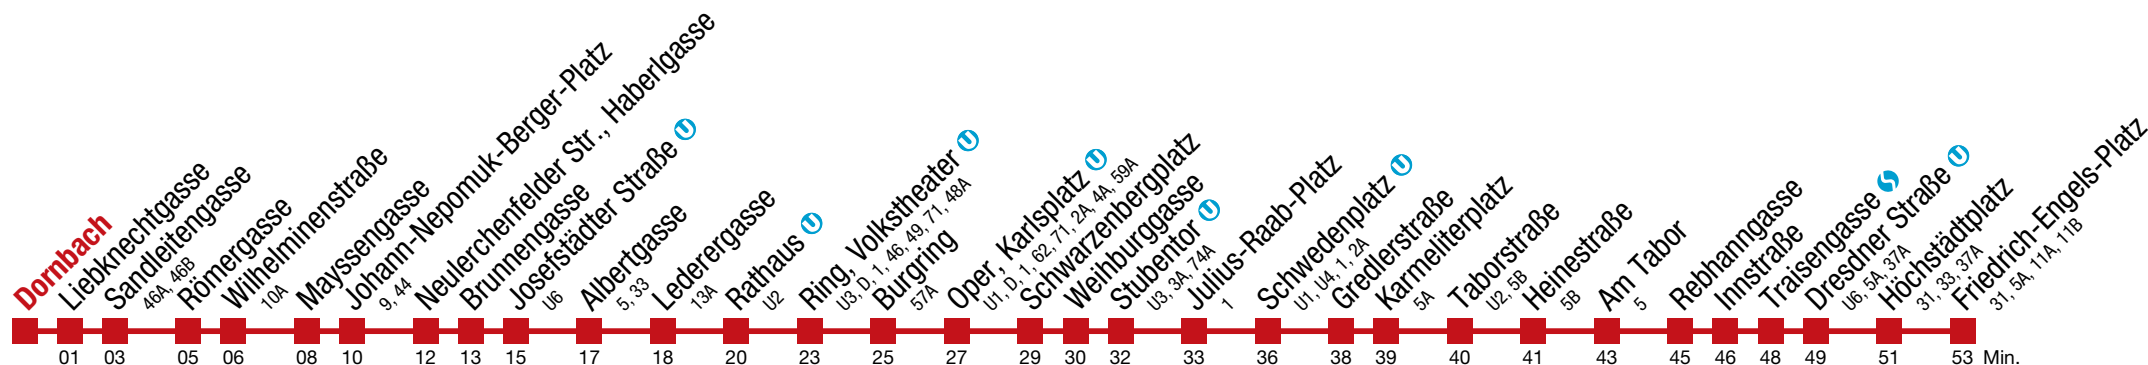 Dornbach
Liebknechtgasse
Sandleitengasse
46A, 46B
Römergasse
Wilhelminenstraße
10A
Mayssengasse
Johann-Nepomuk-Berger-Platz
9, 44
Neulerchenfelder Str., Haberlgasse
Brunnengasse
Josefstädter Straße U
U6
Albertgasse
5, 33
Lederergasse
13A
Rathaus U
U2
Ring, Volkstheater U
U3, D, 1, 46, 49, 71, 48A
Burgring
57A
Oper, Karlsplatz U
U1, D, 1, 62, 71, 2A, 4A, 59A
Schwarzenbergplatz
Weihburggasse
Stubentor U
U3, 3A, 74A
Julius-Raab-Platz
1
Schwedenplatz U
U1, U4, 1, 2A
Gredlerstraße
Karmeliterplatz
5A
Taborstraße
U2, 5B
Heinestraße
5B
Am Tabor
5
Rebhanngasse
Innstraße
Traisengasse S
Dresdner Straße U
U6, 5A, 37A
Höchstädtplatz
31, 33, 37A
Friedrich-Engels-Platz
31, 5A, 11A, 11B
01 03 05 06 08 10 12 13 15 17 18 20 23 25 27 29 30 32 33 36 38 39 40 41 43 45 46 48 49 51 53 Min.